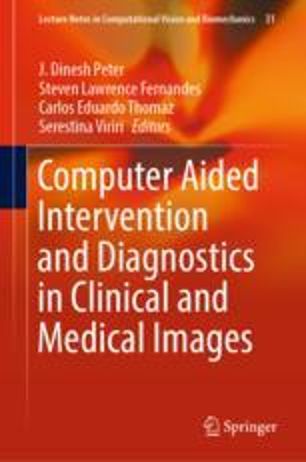 Lecture Notes in Computational Vision and Biomechanics 31
J. Dinesh Peter
Steven Lawrence Fernandes
Carlos Eduardo Thomaz
Serestina Viriri Editors
Computer Aided
Intervention
and Diagnostics
in Clinical and
Medical Images
Springer